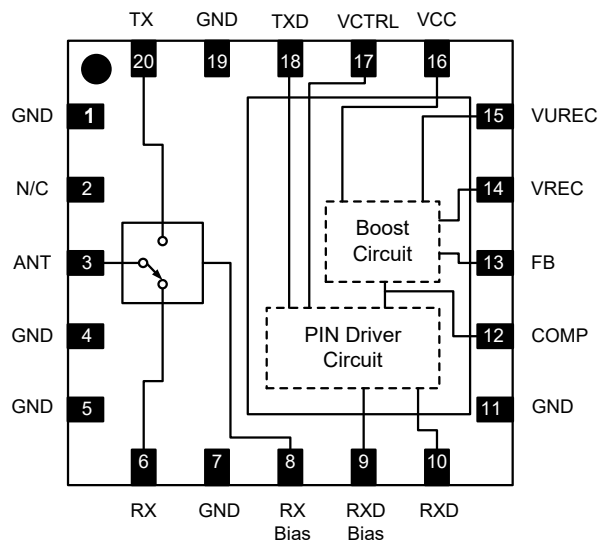 TX GND TXD VCTRL VCC
20 19 18 17 16
GND 1 15 VUREC
N/C 2 14 VREC
Boost
Circuit
ANT 3 13 FB
GND 4 12 COMP
PIN Driver
Circuit
GND 5 11 GND
6 7 8 9 10
RX GND RX RXD RXD
Bias Bias